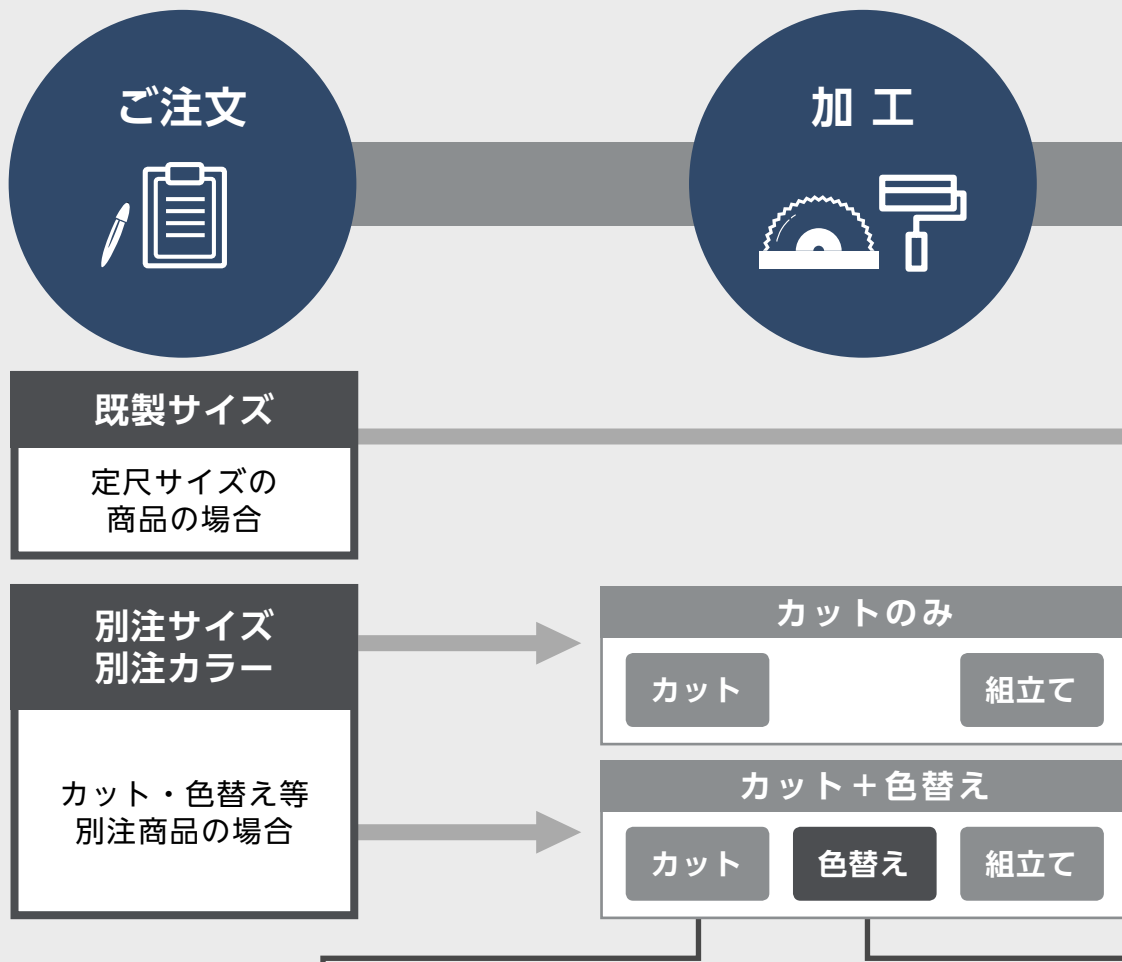 ご注文
加工
既製サイズ
定尺サイズの
商品の場合
別注サイズ
別注カラー
カット・色替え等
別注商品の場合
カットのみ
カット
組立て
カット＋色替え
カット
色替え
組立て